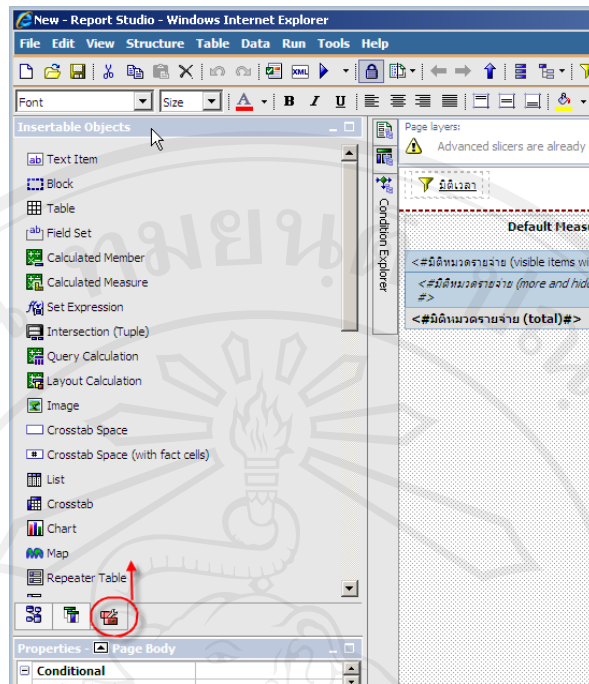 New - Report Studio - Windows Internet Explorer
File Edit View Structure Table Data Run Tools Help
Font Size A B I U
Insertable Objects
Page layers:
Advanced slicers are already
ab Text Item
Block
มิติเวลา
Table
ab Field Set
Condition Explorer
Default Meas
Calculated Member
<#มิติหมวดรายจ่าย (visible items wi
Calculated Measure
<#มิติหมวดรายจ่าย (more and hid
#>
Set Expression
<#มิติหมวดรายจ่าย (total)#>
Intersection (Tuple)
Query Calculation
Layout Calculation
Image
Crosstab Space
Crosstab Space (with fact cells)
List
Crosstab
Chart
Map
Repeater Table
Properties - Page Body
Conditional